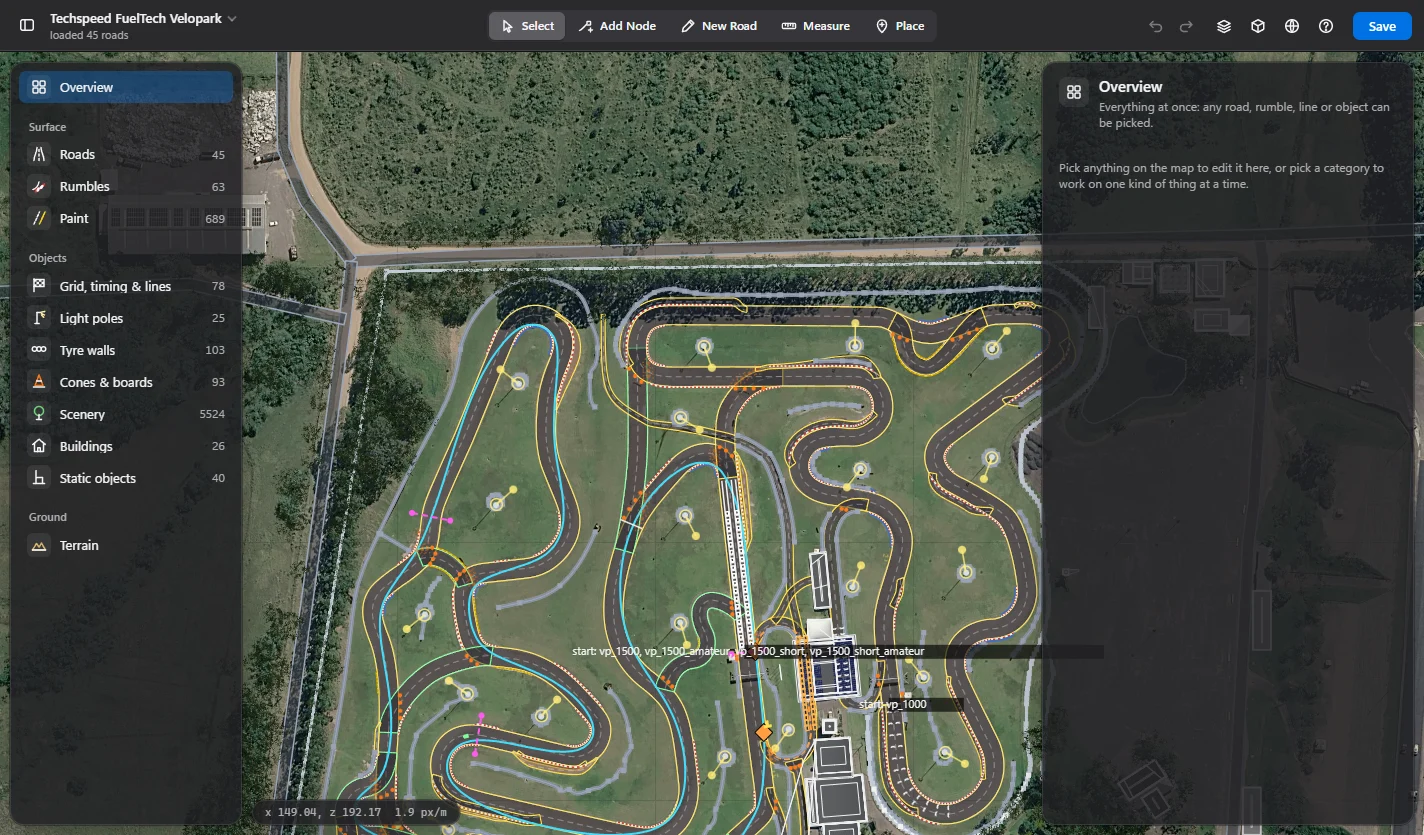 Techspeed FuelTech Velopark
loaded 45 roads
Select
Add Node
New Road
Measure
Place
Save
Overview
Surface
Roads 45
Rumbles 63
Paint 689
Objects
Grid, timing & lines 78
Light poles 25
Tyre walls 103
Cones & boards 93
Scenery 5524
Buildings 26
Static objects 40
Ground
Terrain
Overview
Everything at once: any road, rumble, line or object can
be picked.
Pick anything on the map to edit it here, or pick a category to
work on one kind of thing at a time.
start: vp_1500, vp_1500_amateur, vp_1500_short, vp_1500_short_amateur
start: vp_1000
x 149.04, z 192.17 1.9 px/m